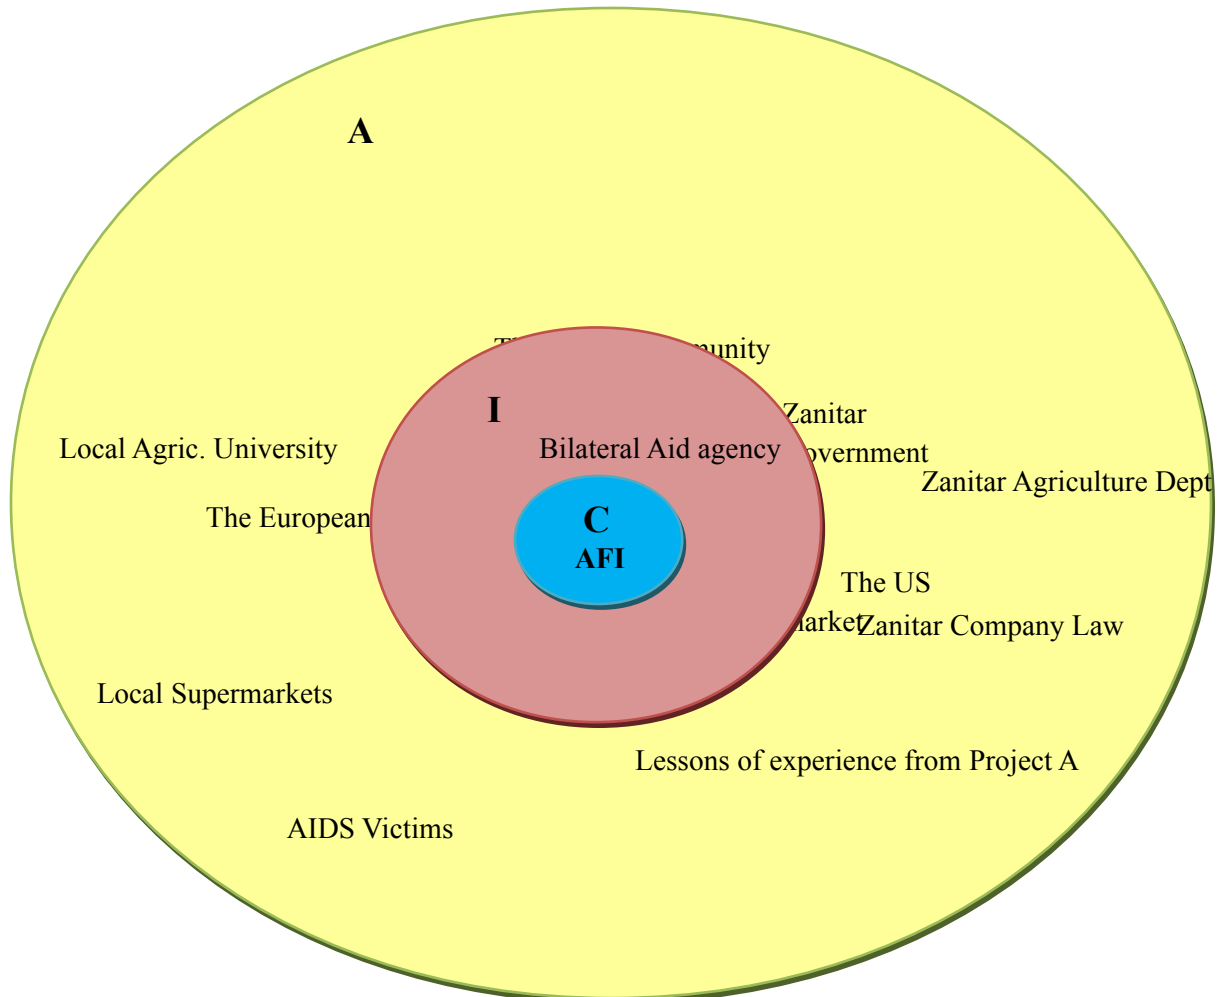 A
munity
I
Zanitar
Local Agric. University
Bilateral Aid agency
overnment
Zanitar Agriculture Dept
The European
C
AFI
The US
arket
Zanitar Company Law
Local Supermarkets
Lessons of experience from Project A
AIDS Victims